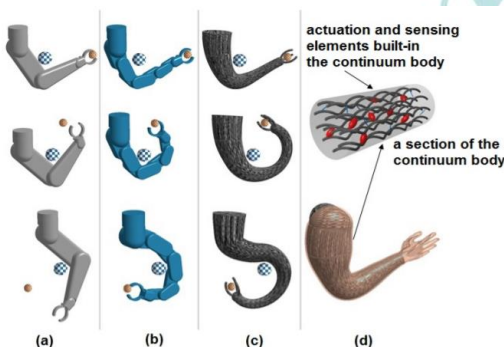 actuation and sensing
elements built-in
the continuum body
a section of the
continuum body
(a) (b) (c) (d)